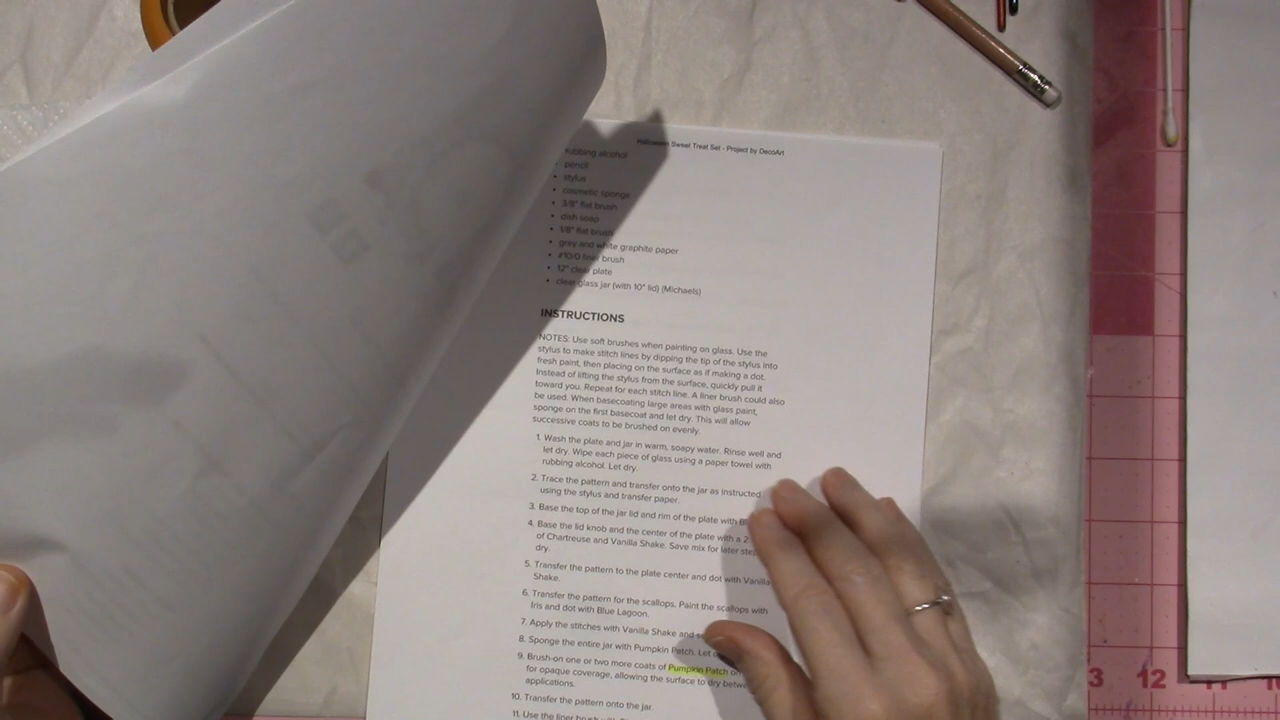 Halloween Sweet Treat Set - Project by DecoArt
• rubbing alcohol
• pencil
• stylus
• cosmetic sponge
• 3/8" flat brush
• dish soap
• 1/8" flat brush
• grey and white graphite paper
• #10/0 liner brush
• 12" clear plate
• clear glass jar (with 10" lid) (Michaels)
INSTRUCTIONS
NOTES: Use soft brushes when painting on glass. Use the
stylus to make stitch lines by dipping the tip of the stylus into
fresh paint, then placing on the surface as if making a dot.
Instead of lifting the stylus from the surface, quickly pull it
toward you. Repeat for each stitch line. A liner brush could also
be used. When basecoating large areas with glass paint,
sponge on the first basecoat and let dry. This will allow
successive coats to be brushed on evenly.
1. Wash the plate and jar in warm, soapy water. Rinse well and
let dry. Wipe each piece of glass using a paper towel with
rubbing alcohol. Let dry.
2. Trace the pattern and transfer onto the jar as instructed
using the stylus and transfer paper.
3. Base the top of the jar lid and rim of the plate with
4. Base the lid knob and the center of the plate with a 2
of Chartreuse and Vanilla Shake. Save mix for later
dry.
5. Transfer the pattern to the plate center and dot with Vanilla
Shake.
6. Transfer the pattern for the scallops. Paint the scallops with
Iris and dot with Blue Lagoon.
7. Apply the stitches with Vanilla Shake and
8. Sponge the entire jar with Pumpkin Patch. Let
9. Brush-on one or two more coats of Pumpkin Patch on
for opaque coverage, allowing the surface to dry
applications.
10. Transfer the pattern onto the jar.
11. Use the liner brush with
3 12 11 10